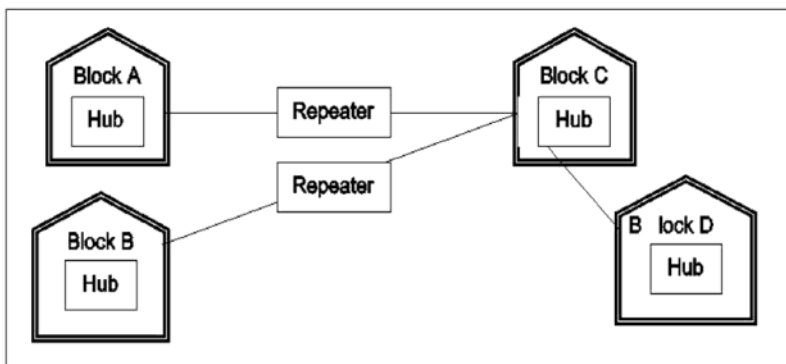 Block A
Hub
Repeater
Block C
Hub
Repeater
Block B
Hub
B lock D
Hub